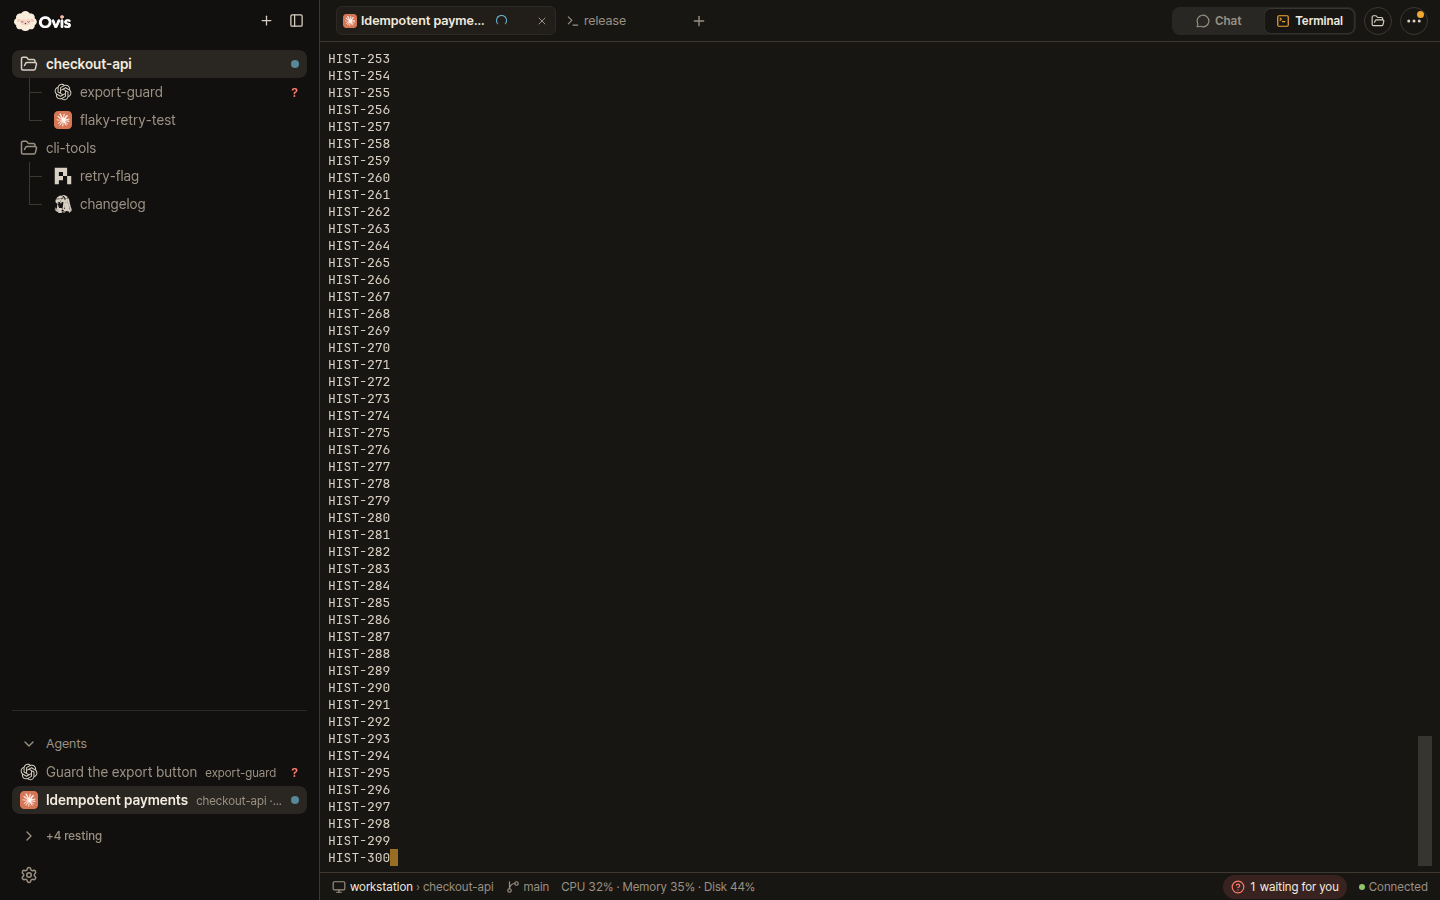 Ovis
checkout-api
export-guard ?
flaky-retry-test
cli-tools
retry-flag
changelog
Agents
Guard the export button export-guard ?
Idempotent payments checkout-api ·...
+4 resting
Idempotent payme...
release
Chat
Terminal
HIST-253
HIST-254
HIST-255
HIST-256
HIST-257
HIST-258
HIST-259
HIST-260
HIST-261
HIST-262
HIST-263
HIST-264
HIST-265
HIST-266
HIST-267
HIST-268
HIST-269
HIST-270
HIST-271
HIST-272
HIST-273
HIST-274
HIST-275
HIST-276
HIST-277
HIST-278
HIST-279
HIST-280
HIST-281
HIST-282
HIST-283
HIST-284
HIST-285
HIST-286
HIST-287
HIST-288
HIST-289
HIST-290
HIST-291
HIST-292
HIST-293
HIST-294
HIST-295
HIST-296
HIST-297
HIST-298
HIST-299
HIST-300
workstation › checkout-api main CPU 32% · Memory 35% · Disk 44%
1 waiting for you
Connected